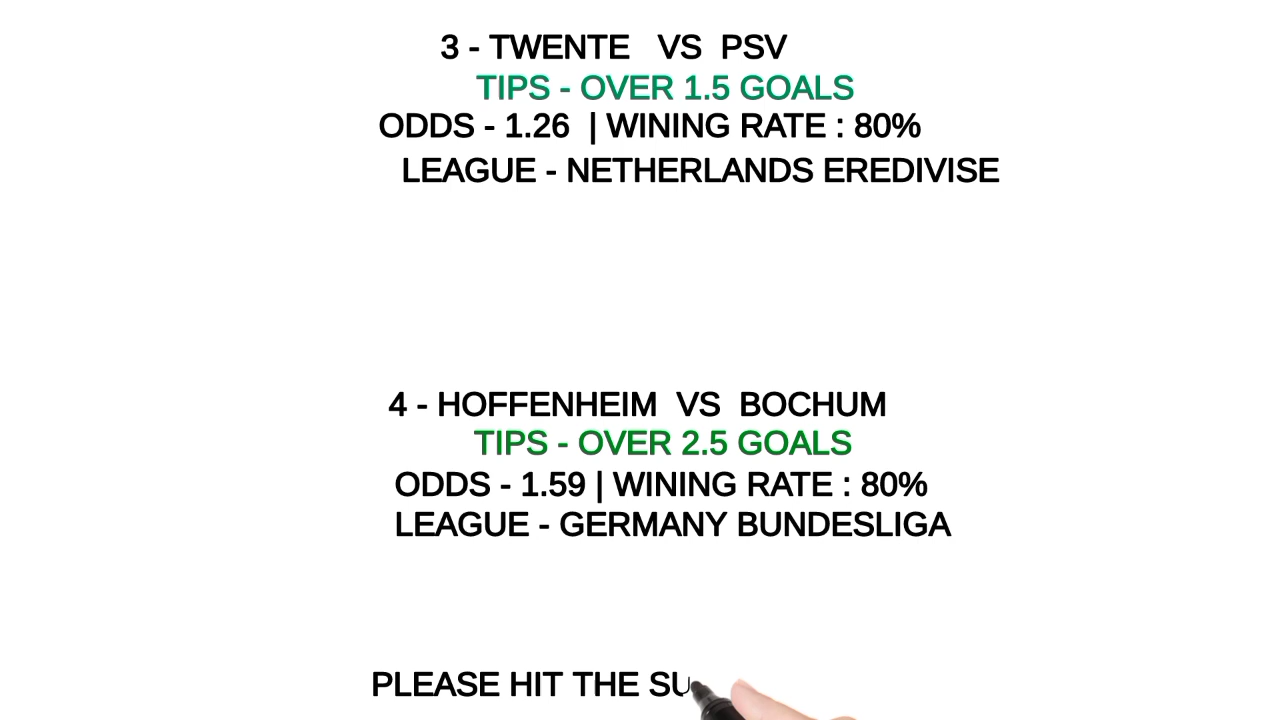 3 - TWENTE VS PSV
TIPS - OVER 1.5 GOALS
ODDS - 1.26 | WINING RATE : 80%
LEAGUE - NETHERLANDS EREDIVISE
4 - HOFFENHEIM VS BOCHUM
TIPS - OVER 2.5 GOALS
ODDS - 1.59 | WINING RATE : 80%
LEAGUE - GERMANY BUNDESLIGA
PLEASE HIT THE SU